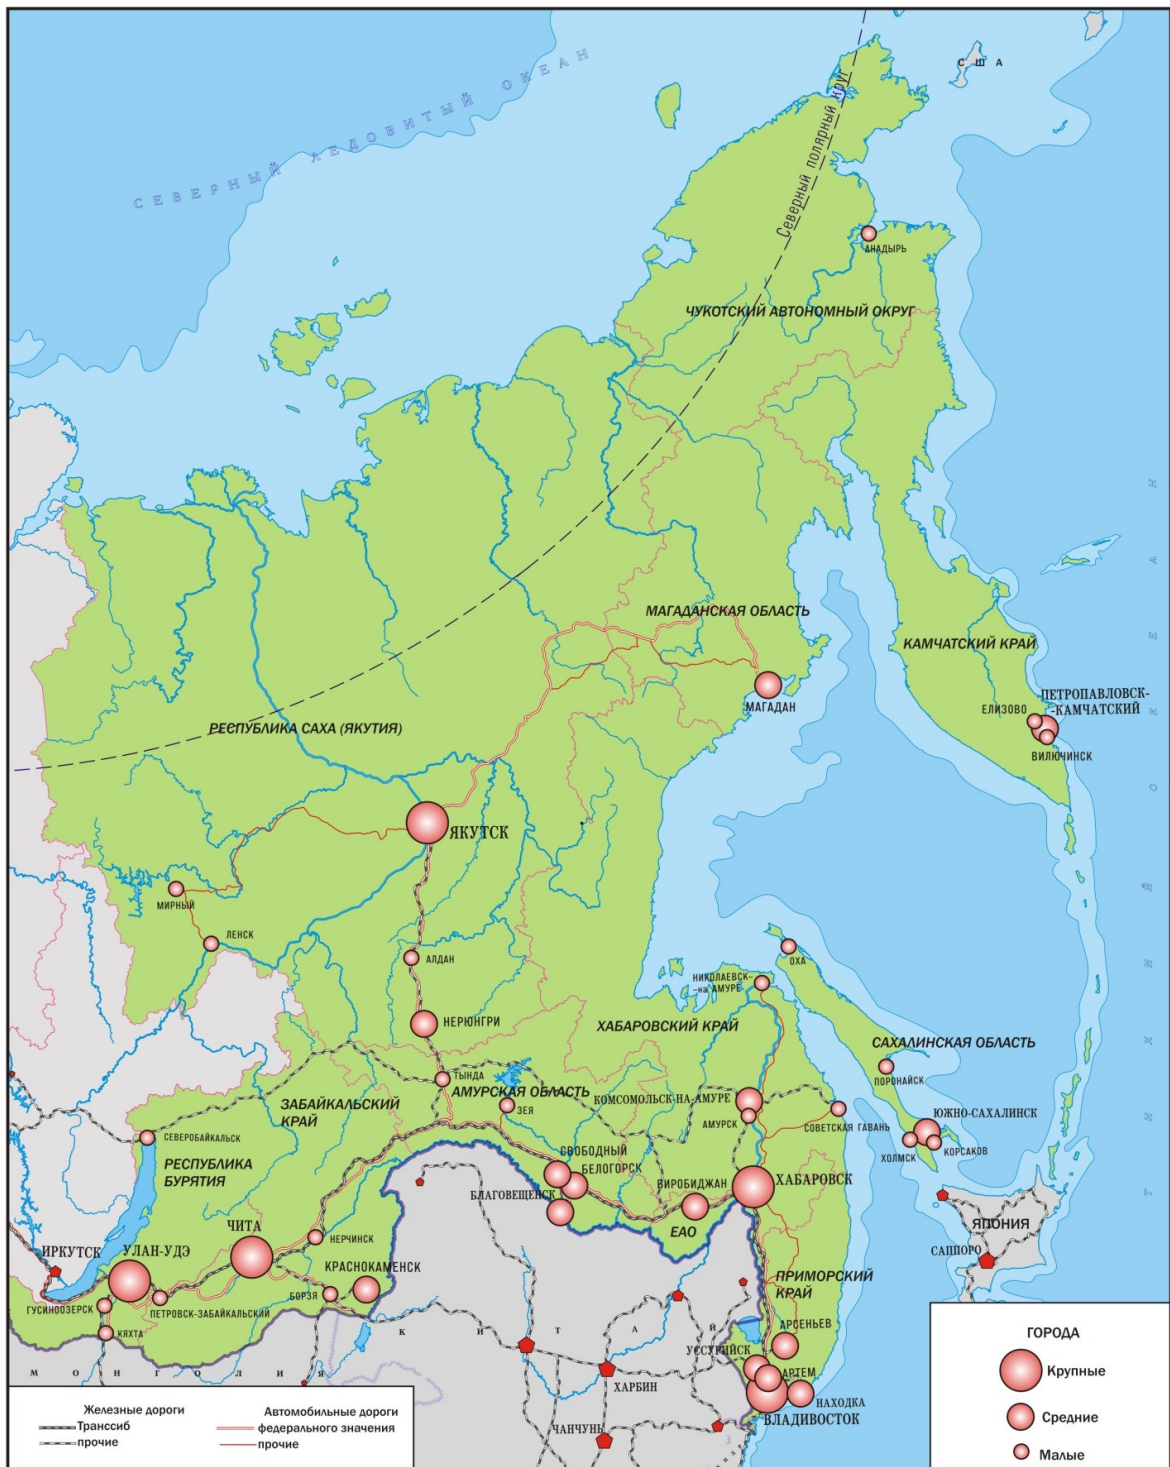 СЕВЕРНЫЙ ЛЕДОВИТЫЙ ОКЕАН
США
Северный полярный круг
АНАДЫРЬ
ЧУКОТСКИЙ АВТОНОМНЫЙ ОКРУГ
ТИХИЙ ОКЕАН
МАГАДАНСКАЯ ОБЛАСТЬ
КАМЧАТСКИЙ КРАЙ
МАГАДАН
ПЕТРОПАВЛОВСК-
-КАМЧАТСКИЙ
ЕЛИЗОВО
ВИЛЮЧИНСК
РЕСПУБЛИКА САХА (ЯКУТИЯ)
ЯКУТСК
МИРНЫЙ
ЛЕНСК
АЛДАН
ОХА
НИКОЛАЕВСК-
-на АМУРЕ
НЕРЮНГРИ
ХАБАРОВСКИЙ КРАЙ
САХАЛИНСКАЯ ОБЛАСТЬ
ПОРОНАЙСК
ТЫНДА
АМУРСКАЯ ОБЛАСТЬ
ЗЕЯ
ЗАБАЙКАЛЬСКИЙ
КРАЙ
КОМСОМОЛЬСК-НА-АМУРЕ
АМУРСК
СОВЕТСКАЯ ГАВАНЬ
ЮЖНО-САХАЛИНСК
ХОЛМСК
КОРСАКОВ
СЕВЕРОБАЙКАЛЬСК
РЕСПУБЛИКА
БУРЯТИЯ
СВОБОДНЫЙ
БЕЛОГОРСК
БЛАГОВЕЩЕНСК
ВИРОБИДЖАН
ХАБАРОВСК
ЕАО
ЧИТА
НЕРЧИНСК
ИРКУТСК
УЛАН-УДЭ
КРАСНОКАМЕНСК
БОРЗЯ
ГУСИНООЗЕРСК
ПЕТРОВСК-ЗАБАЙКАЛЬСКИЙ
КЯХТА
ЯПОНИЯ
САППОРО
ПРИМОРСКИЙ
КРАЙ
КИТАЙ
МОНГОЛИЯ
АРСЕНЬЕВ
УССУРИЙСК
АРТЕМ
НАХОДКА
ВЛАДИВОСТОК
ХАРБИН
ЧАНЧУНЬ
Железные дороги
Транссиб
прочие
Автомобильные дороги
федерального значения
прочие
ГОРОДА
Крупные
Средние
Малые